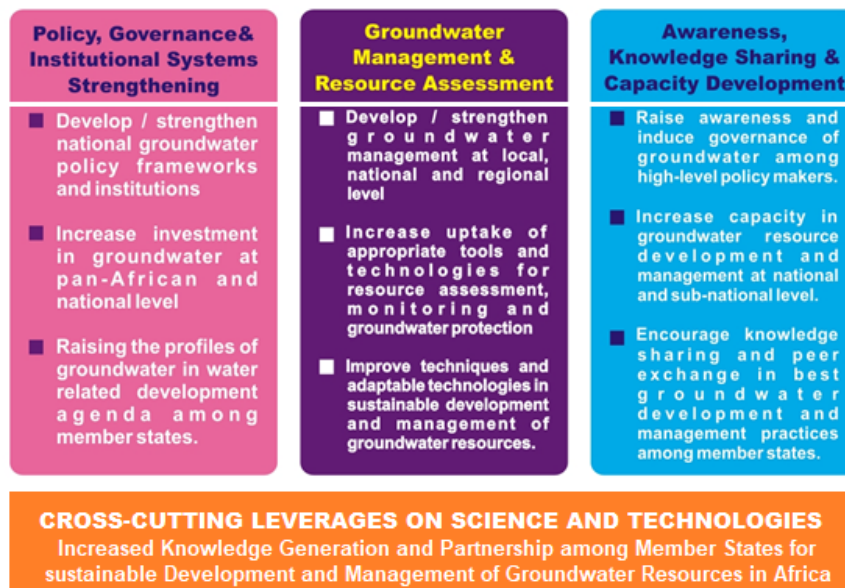 Policy, Governance&
Institutional Systems
Strengthening
Develop / strengthen
national groundwater
policy frameworks
and institutions
Increase investment
in groundwater at
pan-African and
national level
Raising the profiles of
groundwater in water
related development
agenda among
member states.
Groundwater
Management &
Resource Assessment
Develop / strengthen
groundwater
management at local,
national and regional
level
Increase uptake of
appropriate tools and
technologies for
resource assessment,
monitoring and
groundwater protection
Improve techniques and
adaptable technologies in
sustainable development
and management of
groundwater resources.
Awareness,
Knowledge Sharing &
Capacity Development
Raise awareness and
induce governance of
groundwater among
high-level policy makers.
Increase capacity in
groundwater resource
development and
management at national
and sub-national level.
Encourage knowledge
sharing and peer
exchange in best
groundwater
development and
management practices
among member states.
CROSS-CUTTING LEVERAGES ON SCIENCE AND TECHNOLOGIES
Increased Knowledge Generation and Partnership among Member States for
sustainable Development and Management of Groundwater Resources in Africa